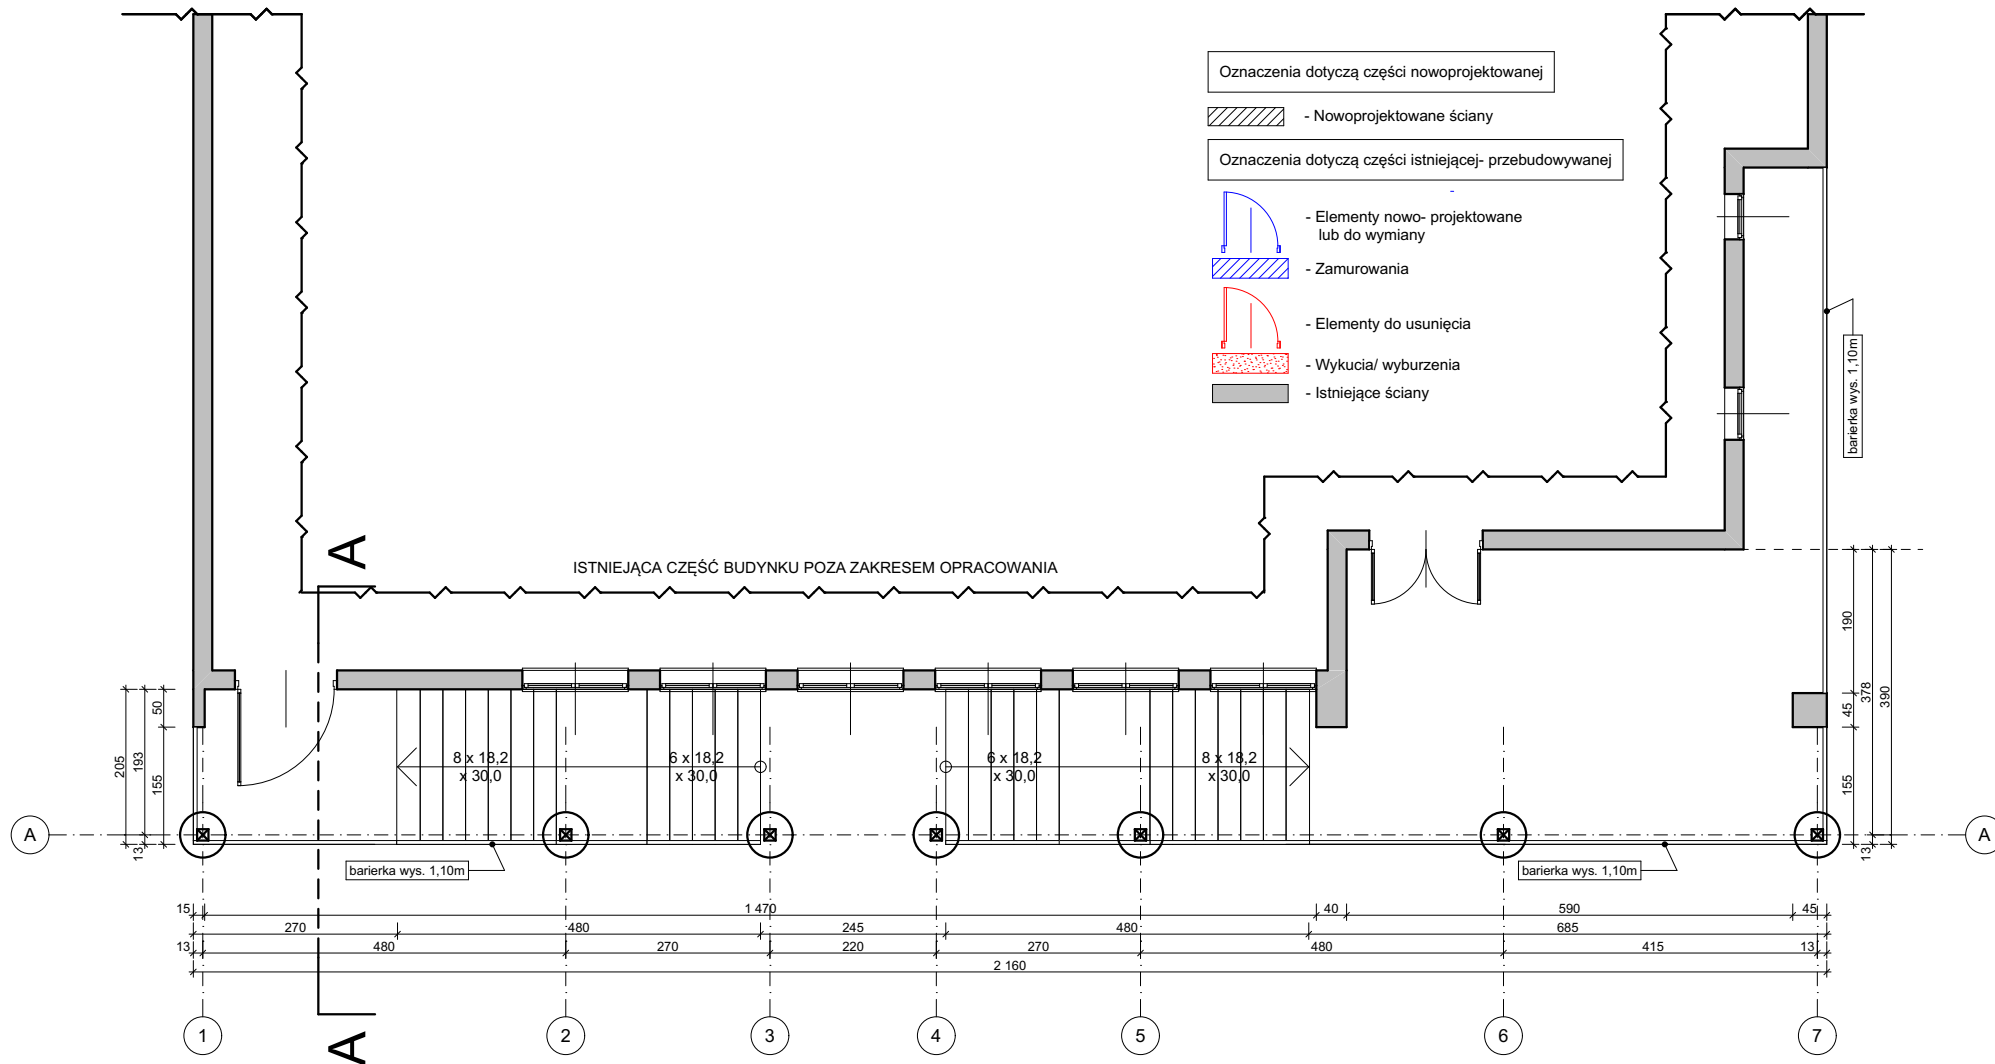 Oznaczenia dotyczą części nowoprojektowanej
- Nowoprojektowane ściany
Oznaczenia dotyczą części istniejącej- przebudowywanej
-
- Elementy nowo- projektowane
lub do wymiany
- Zamurowania
- Elementy do usunięcia
- Wykucia/ wyburzenia
- Istniejące ściany
barierka wys. 1,10m
A
ISTNIEJĄCA CZĘŚĆ BUDYNKU POZA ZAKRESEM OPRACOWANIA
205
193
50
155
13
8 x 18,2
x 30,0
6 x 18,2
x 30,0
6 x 18,2
x 30,0
8 x 18,2
x 30,0
190
45
155
378
13
390
A
A
barierka wys. 1,10m
barierka wys. 1,10m
15
1 470
40
590
45
270
480
245
480
685
13
480
270
220
270
480
415
13
2 160
1
2
3
4
5
6
7
A